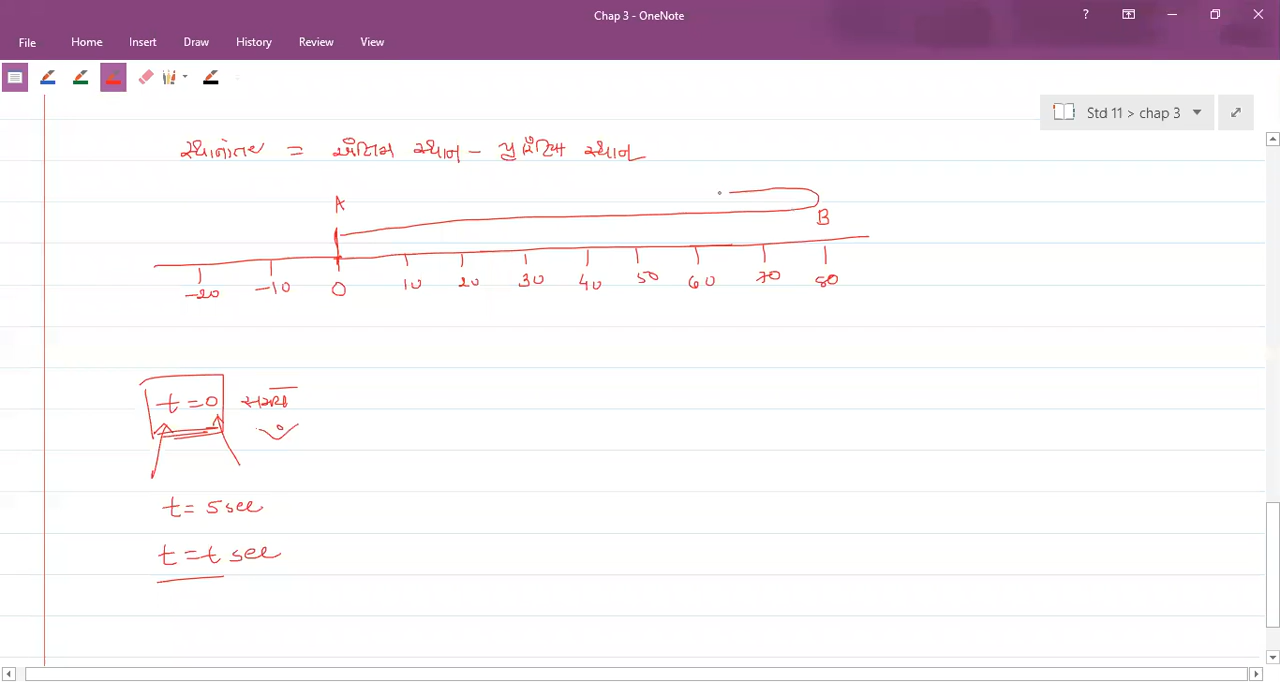 Chap 3 - OneNote
File Home Insert Draw History Review View
Std 11 > chap 3
સ્થાનાંતર = અંતિમ સ્થાન - પ્રારંભિક સ્થાન
A
B
-20 -10 0 10 20 30 40 50 60 70 80
t = 0 સમય
t = 5 sec
t = t sec